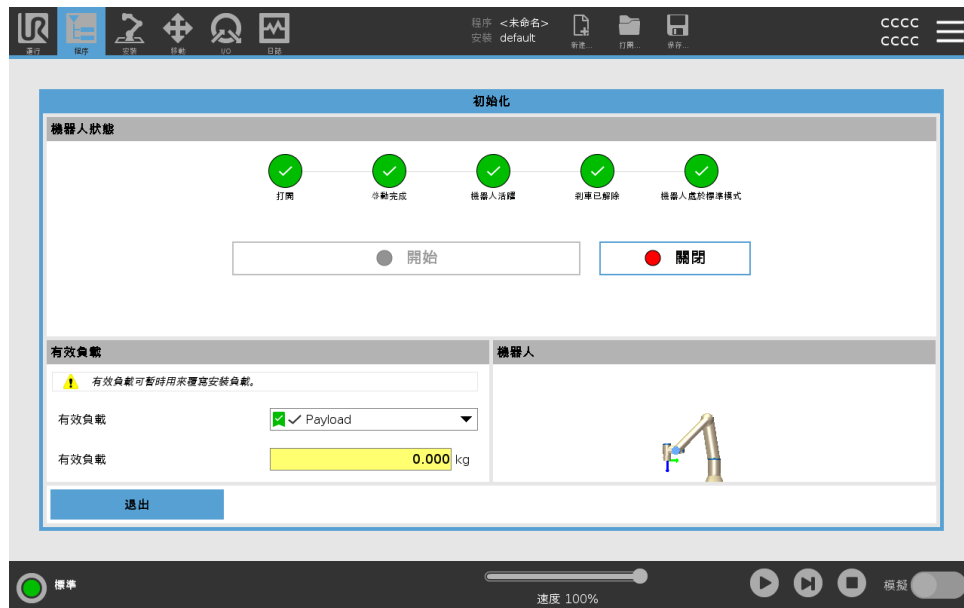 程序 <未命名>
安裝 default
CCCC
CCCC
運行
程序
安裝
移動
I/O
日誌
新建...
打開...
保存...
初始化
機器人狀態
打開
啟動完成
機器人活躍
剎車已解除
機器人處於標準模式
開始
關閉
有效負載
機器人
有效負載可暫時用來覆寫安裝負載。
有效負載
Payload
有效負載
0.000 kg
退出
標準
速度 100%
模擬